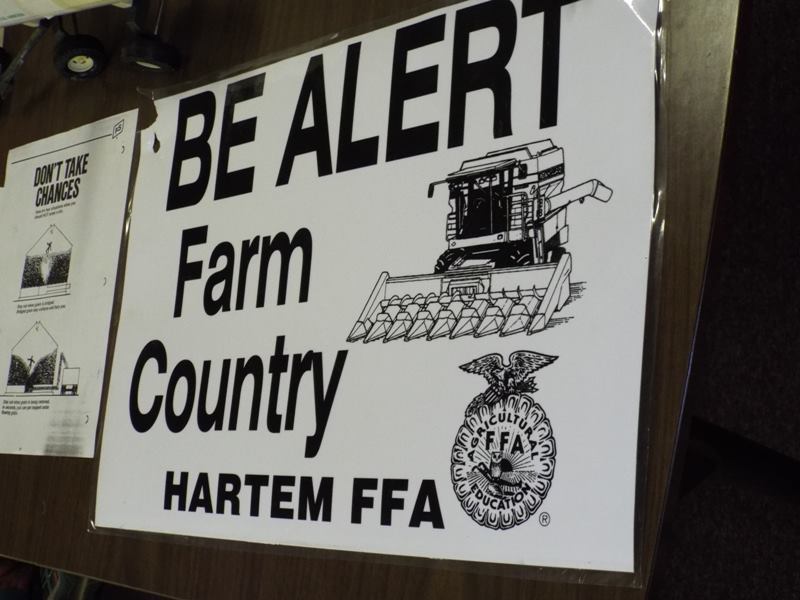 BE ALERT
Farm
Country
HARTEM FFA
AGRICULTURAL
FFA
EDUCATION
®
DON'T TAKE
CHANCES